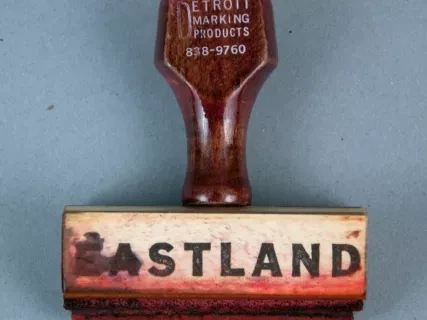 DETROIT
MARKING
PRODUCTS
838-9760
EASTLAND